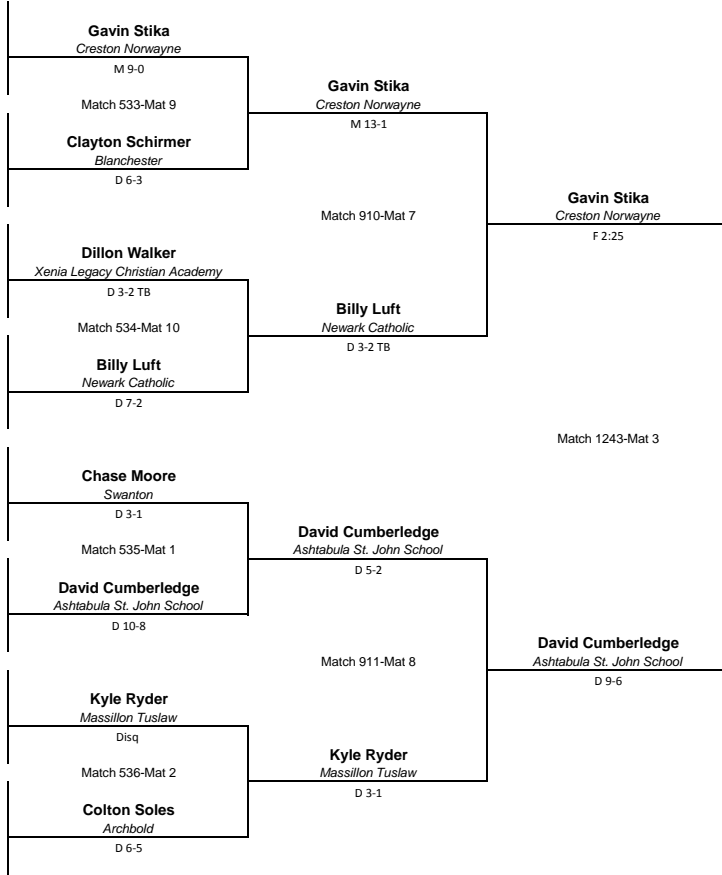 Gavin Stika
Creston Norwayne
M 9-0
Match 533-Mat 9
Clayton Schirmer
Blanchester
D 6-3
Gavin Stika
Creston Norwayne
M 13-1
Match 910-Mat 7
Gavin Stika
Creston Norwayne
F 2:25
Dillon Walker
Xenia Legacy Christian Academy
D 3-2 TB
Match 534-Mat 10
Billy Luft
Newark Catholic
D 7-2
Billy Luft
Newark Catholic
D 3-2 TB
Match 1243-Mat 3
Chase Moore
Swanton
D 3-1
Match 535-Mat 1
David Cumberledge
Ashtabula St. John School
D 10-8
David Cumberledge
Ashtabula St. John School
D 5-2
Match 911-Mat 8
David Cumberledge
Ashtabula St. John School
D 9-6
Kyle Ryder
Massillon Tuslaw
Disq
Match 536-Mat 2
Colton Soles
Archbold
D 6-5
Kyle Ryder
Massillon Tuslaw
D 3-1